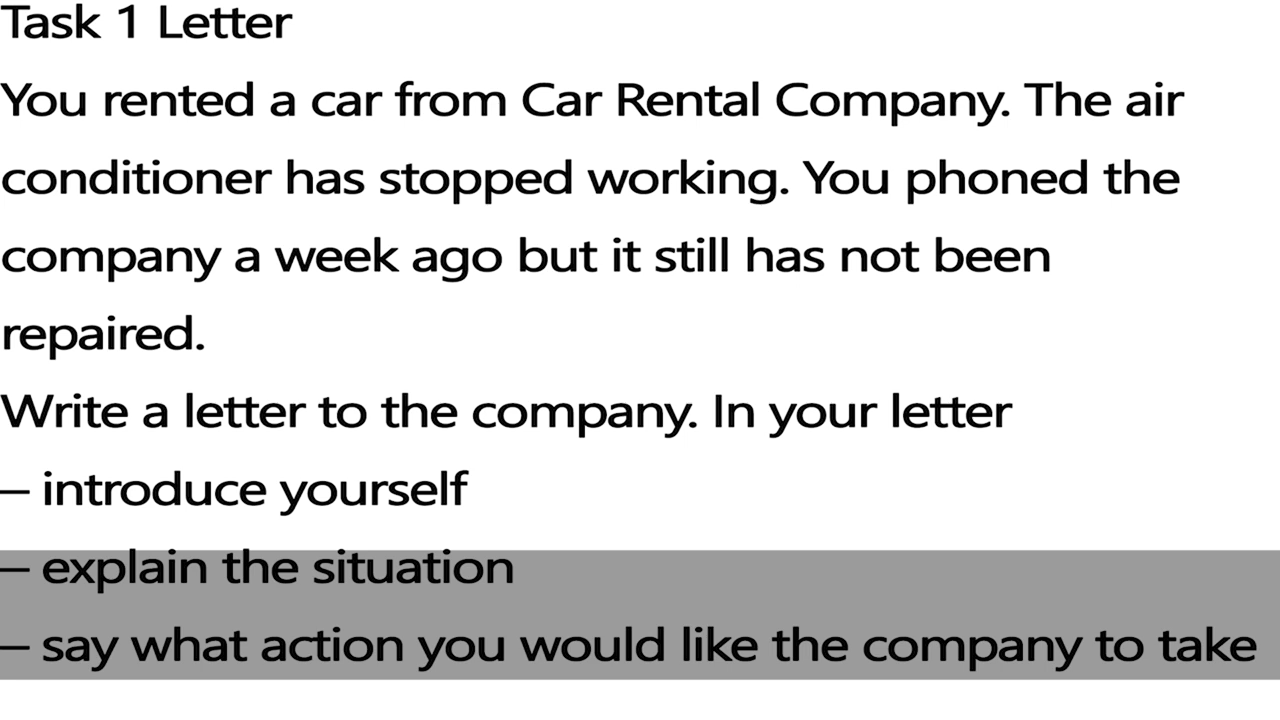 Task 1 Letter
You rented a car from Car Rental Company. The air
conditioner has stopped working. You phoned the
company a week ago but it still has not been
repaired.
Write a letter to the company. In your letter
– introduce yourself
– explain the situation
– say what action you would like the company to take